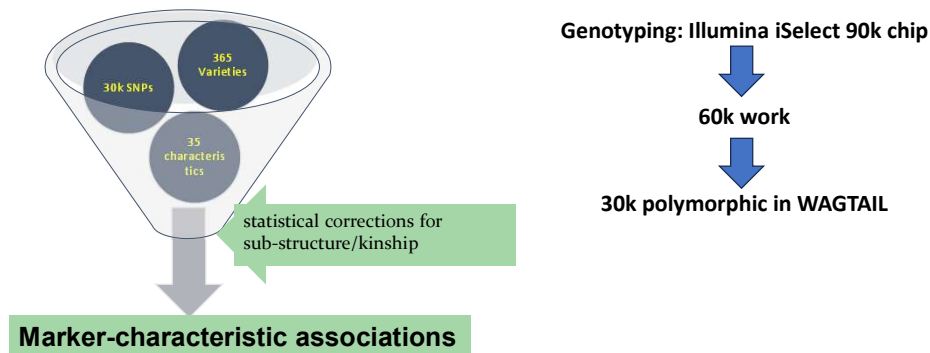 365
Varieties
30k SNPs
35
characteris
tics
statistical corrections for
sub-structure/kinship
Marker-characteristic associations
Genotyping: Illumina iSelect 90k chip
60k work
30k polymorphic in WAGTAIL